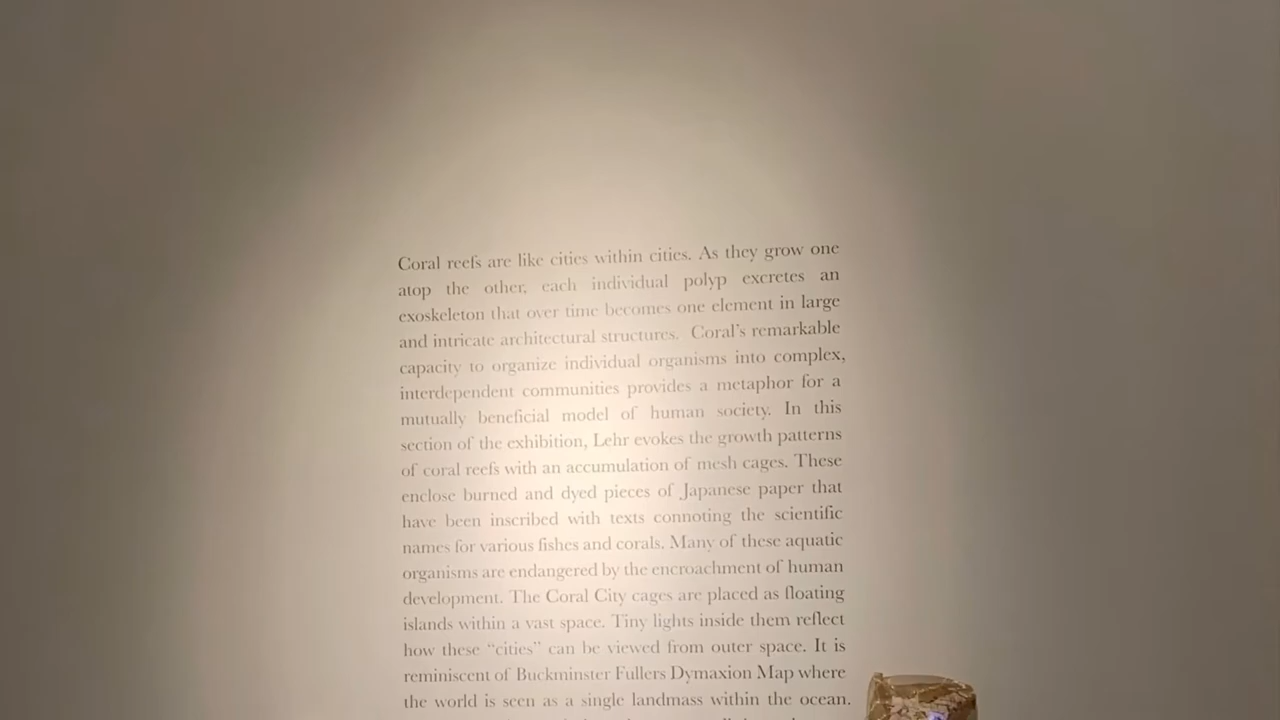 Coral reefs are like cities within cities. As they grow one
atop the other, each individual polyp excretes an
exoskeleton that over time becomes one element in large
and intricate architectural structures. Coral's remarkable
capacity to organize individual organisms into complex,
interdependent communities provides a metaphor for a
mutually beneficial model of human society. In this
section of the exhibition, Lehr evokes the growth patterns
of coral reefs with an accumulation of mesh cages. These
enclose burned and dyed pieces of Japanese paper that
have been inscribed with texts connoting the scientific
names for various fishes and corals. Many of these aquatic
organisms are endangered by the encroachment of human
development. The Coral City cages are placed as floating
islands within a vast space. Tiny lights inside them reflect
how these “cities” can be viewed from outer space. It is
reminiscent of Buckminster Fullers Dymaxion Map where
the world is seen as a single landmass within the ocean.